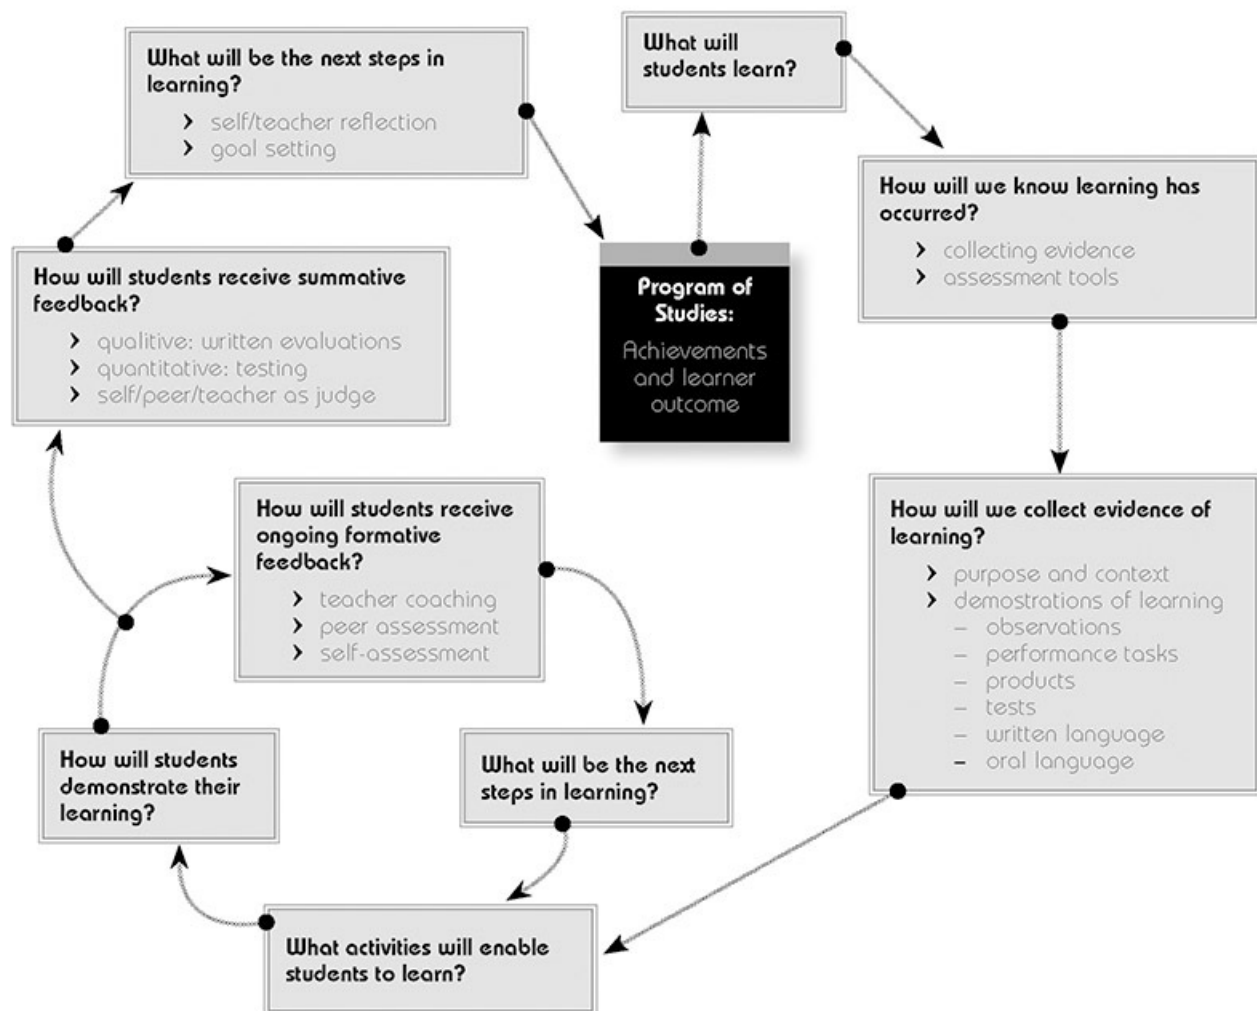 What will be the next steps in
learning?
> self/teacher reflection
> goal setting
What will
students learn?
How will we know learning has
occurred?
> collecting evidence
> assessment tools
How will students receive summative
feedback?
> qualitive: written evaluations
> quantitative: testing
> self/peer/teacher as judge
Program of
Studies:
Achievements
and learner
outcome
How will students receive
ongoing formative
feedback?
> teacher coaching
> peer assessment
> self-assessment
How will we collect evidence of
learning?
> purpose and context
> demostrations of learning
– observations
– performance tasks
– products
– tests
– written language
– oral language
How will students
demonstrate their
learning?
What will be the next
steps in learning?
What activities will enable
students to learn?